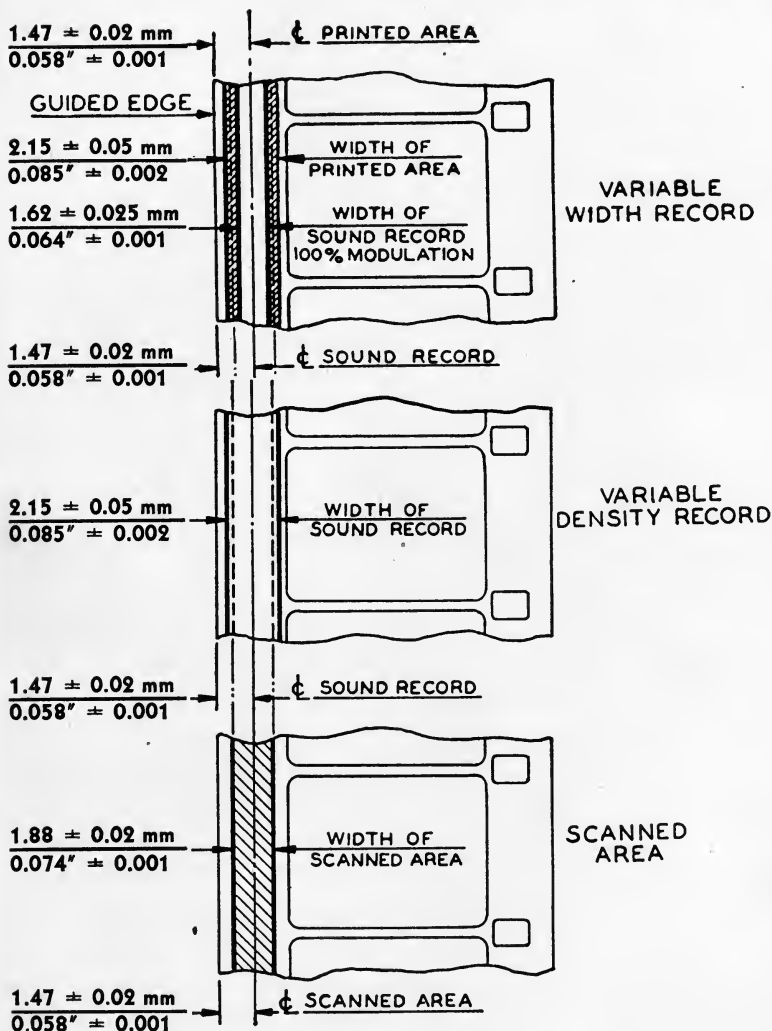 1.47 ± 0.02 mm
0.058" ± 0.001
℄ PRINTED AREA
GUIDED EDGE
2.15 ± 0.05 mm
0.085" ± 0.002
WIDTH OF
PRINTED AREA
1.62 ± 0.025 mm
0.064" ± 0.001
WIDTH OF
SOUND RECORD
100% MODULATION
VARIABLE
WIDTH RECORD
1.47 ± 0.02 mm
0.058" ± 0.001
℄ SOUND RECORD
2.15 ± 0.05 mm
0.085" ± 0.002
WIDTH OF
SOUND RECORD
VARIABLE
DENSITY RECORD
1.47 ± 0.02 mm
0.058" ± 0.001
℄ SOUND RECORD
1.88 ± 0.02 mm
0.074" ± 0.001
WIDTH OF
SCANNED AREA
SCANNED
AREA
1.47 ± 0.02 mm
0.058" ± 0.001
℄ SCANNED AREA